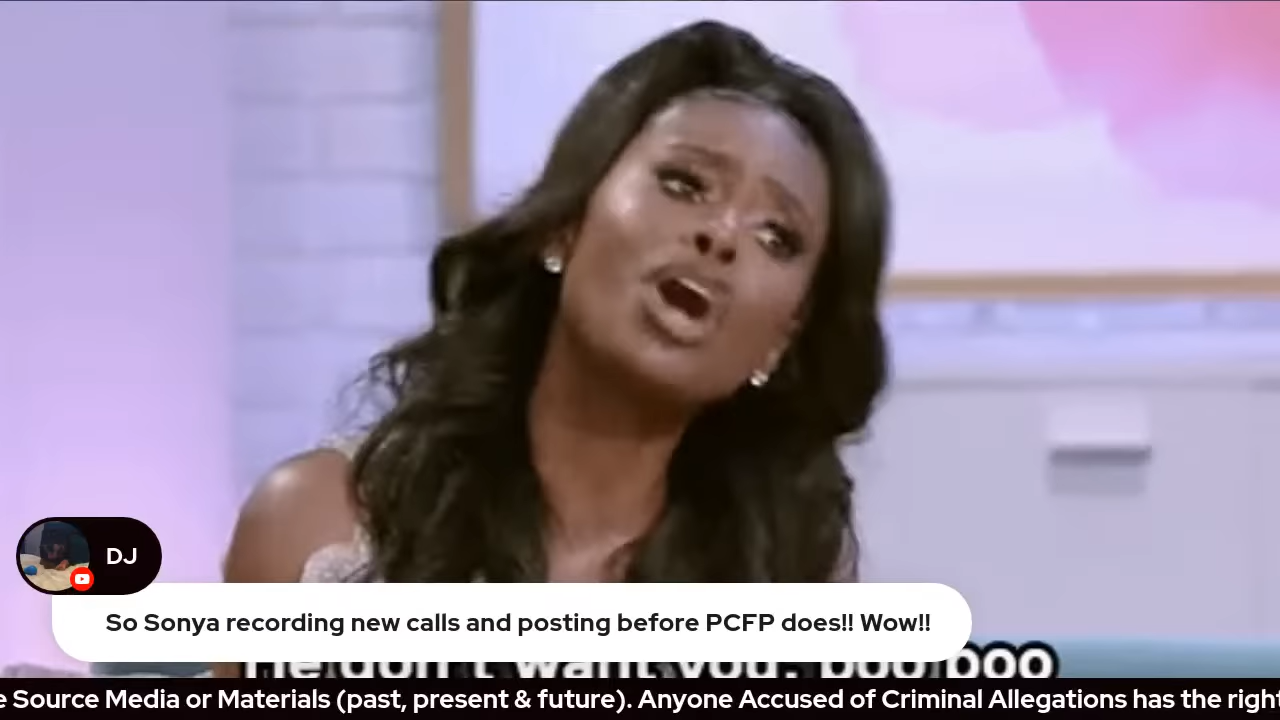 DJ
So Sonya recording new calls and posting before PCFP does!! Wow!!
He don't want you, boo boo
e Source Media or Materials (past, present & future). Anyone Accused of Criminal Allegations has the right